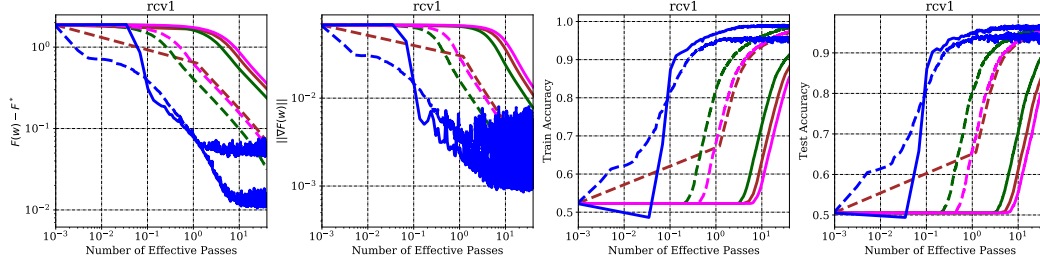 rcv1
F(w) − F*
10⁰
10⁻¹
10⁻²
10⁻³ 10⁻² 10⁻¹ 10⁰ 10¹
Number of Effective Passes
rcv1
||∇F(w)||
10⁻²
10⁻³
10⁻³ 10⁻² 10⁻¹ 10⁰ 10¹
Number of Effective Passes
rcv1
Train Accuracy
1.0
0.9
0.8
0.7
0.6
0.5
10⁻³ 10⁻² 10⁻¹ 10⁰ 10¹
Number of Effective Passes
rcv1
Test Accuracy
0.9
0.8
0.7
0.6
0.5
10⁻³ 10⁻² 10⁻¹ 10⁰ 10¹
Number of Effective Passes